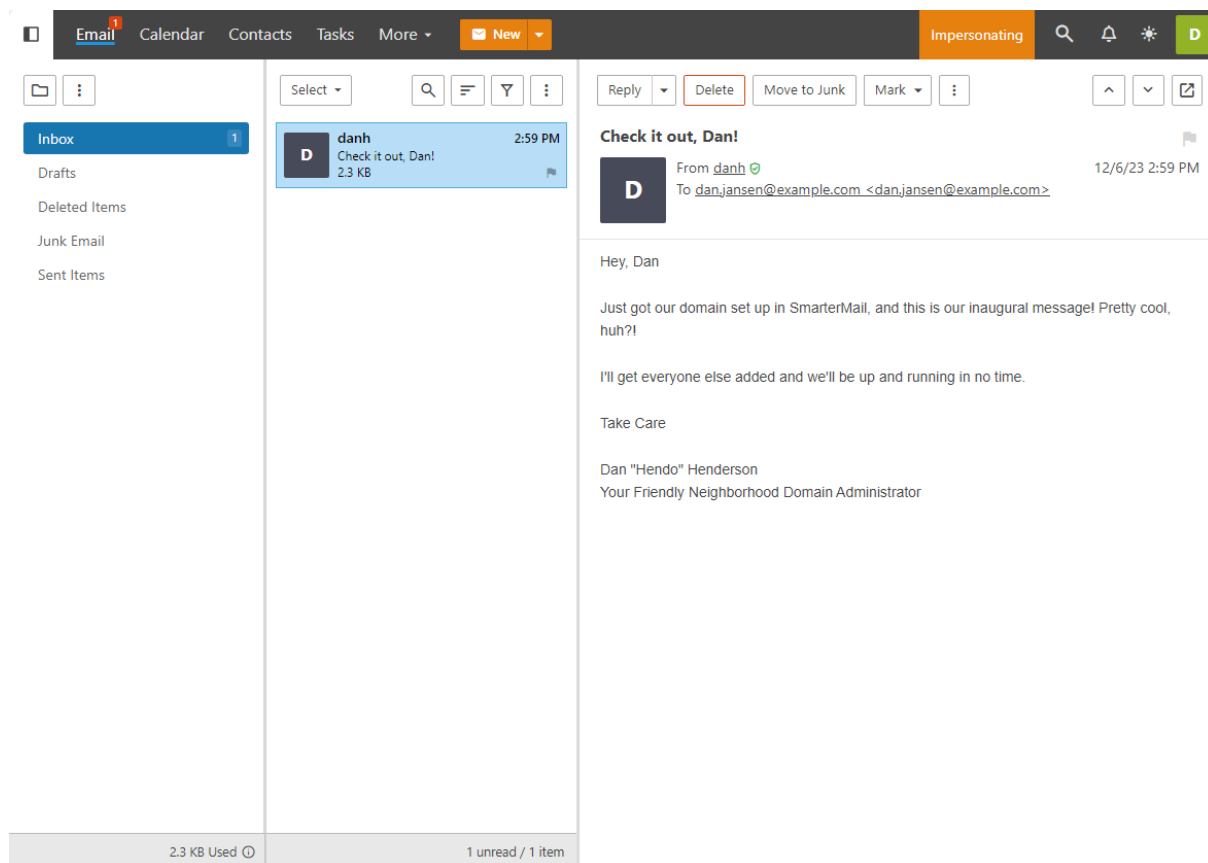 Email 1 Calendar Contacts Tasks More New Impersonating D
Select Reply Delete Move to Junk Mark
Inbox 1
Drafts
Deleted Items
Junk Email
Sent Items
2.3 KB Used
D danh 2:59 PM
Check it out, Dan!
2.3 KB
1 unread / 1 item
Check it out, Dan!
D From danh 12/6/23 2:59 PM
To dan.jansen@example.com <dan.jansen@example.com>
Hey, Dan
Just got our domain set up in SmarterMail, and this is our inaugural message! Pretty cool,
huh?!
I'll get everyone else added and we'll be up and running in no time.
Take Care
Dan "Hendo" Henderson
Your Friendly Neighborhood Domain Administrator